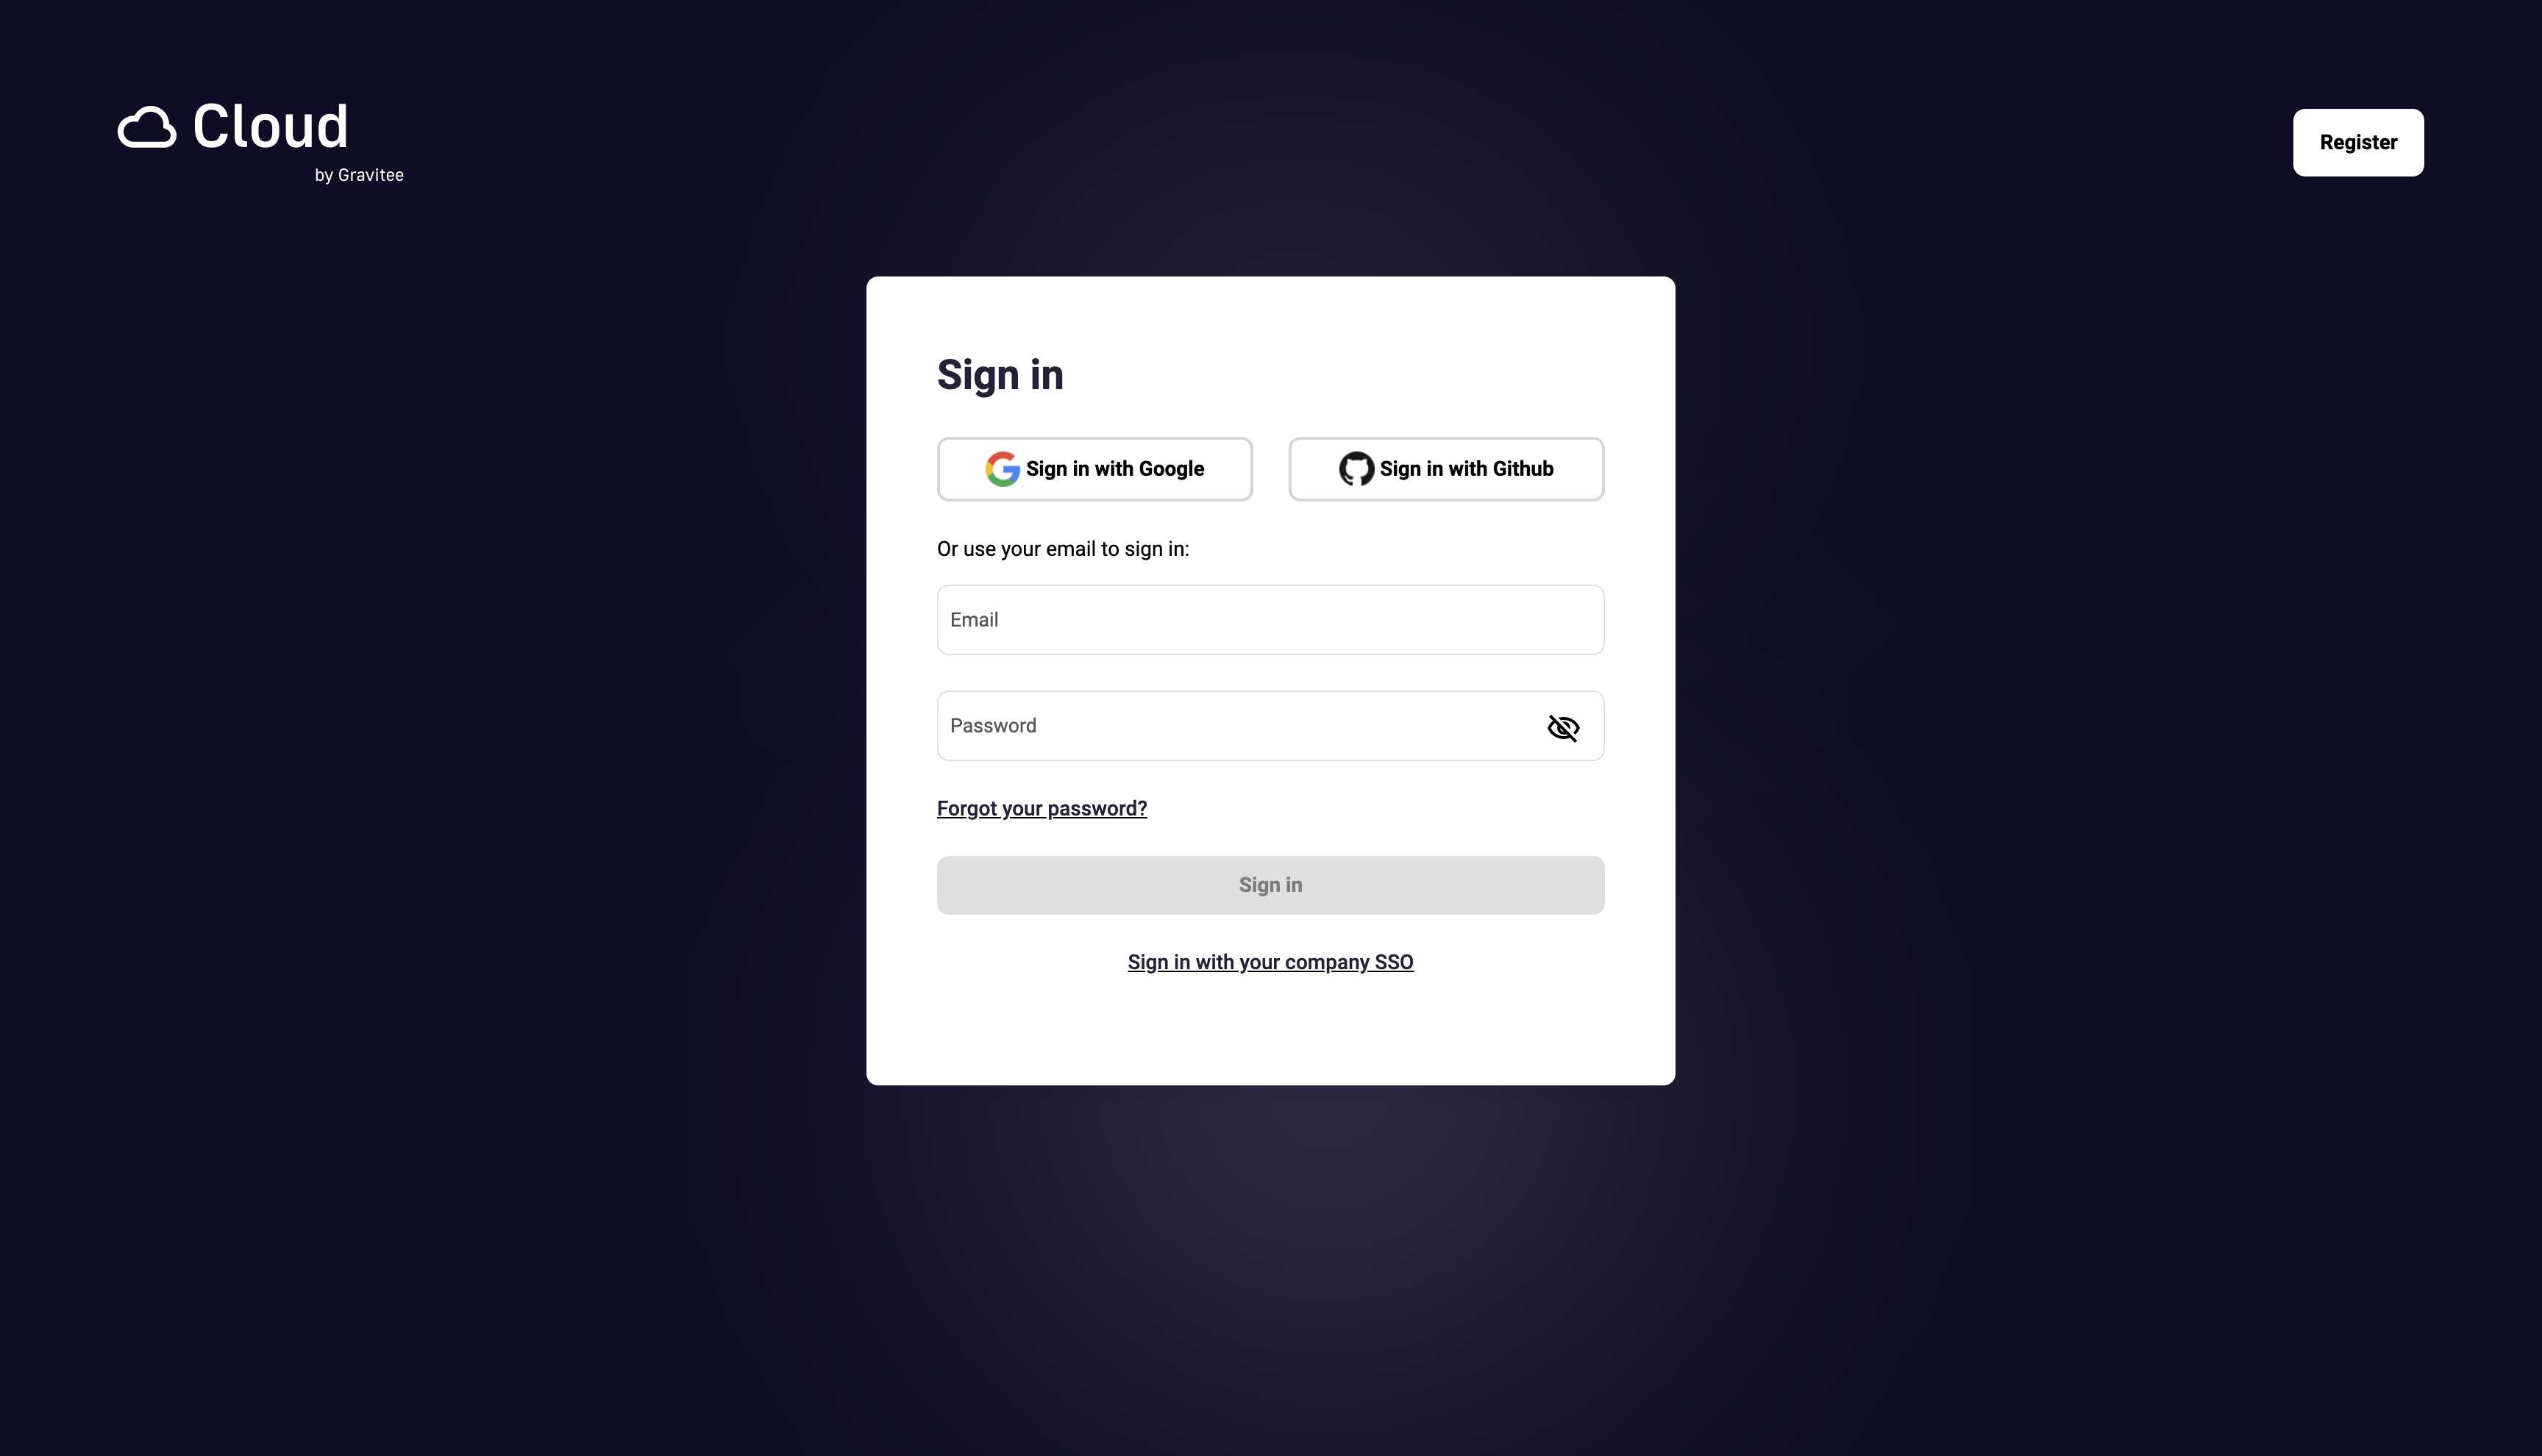 Cloud
by Gravitee
Register
Sign in
Sign in with Google
Sign in with Github
Or use your email to sign in:
Email
Password
Forgot your password?
Sign in
Sign in with your company SSO